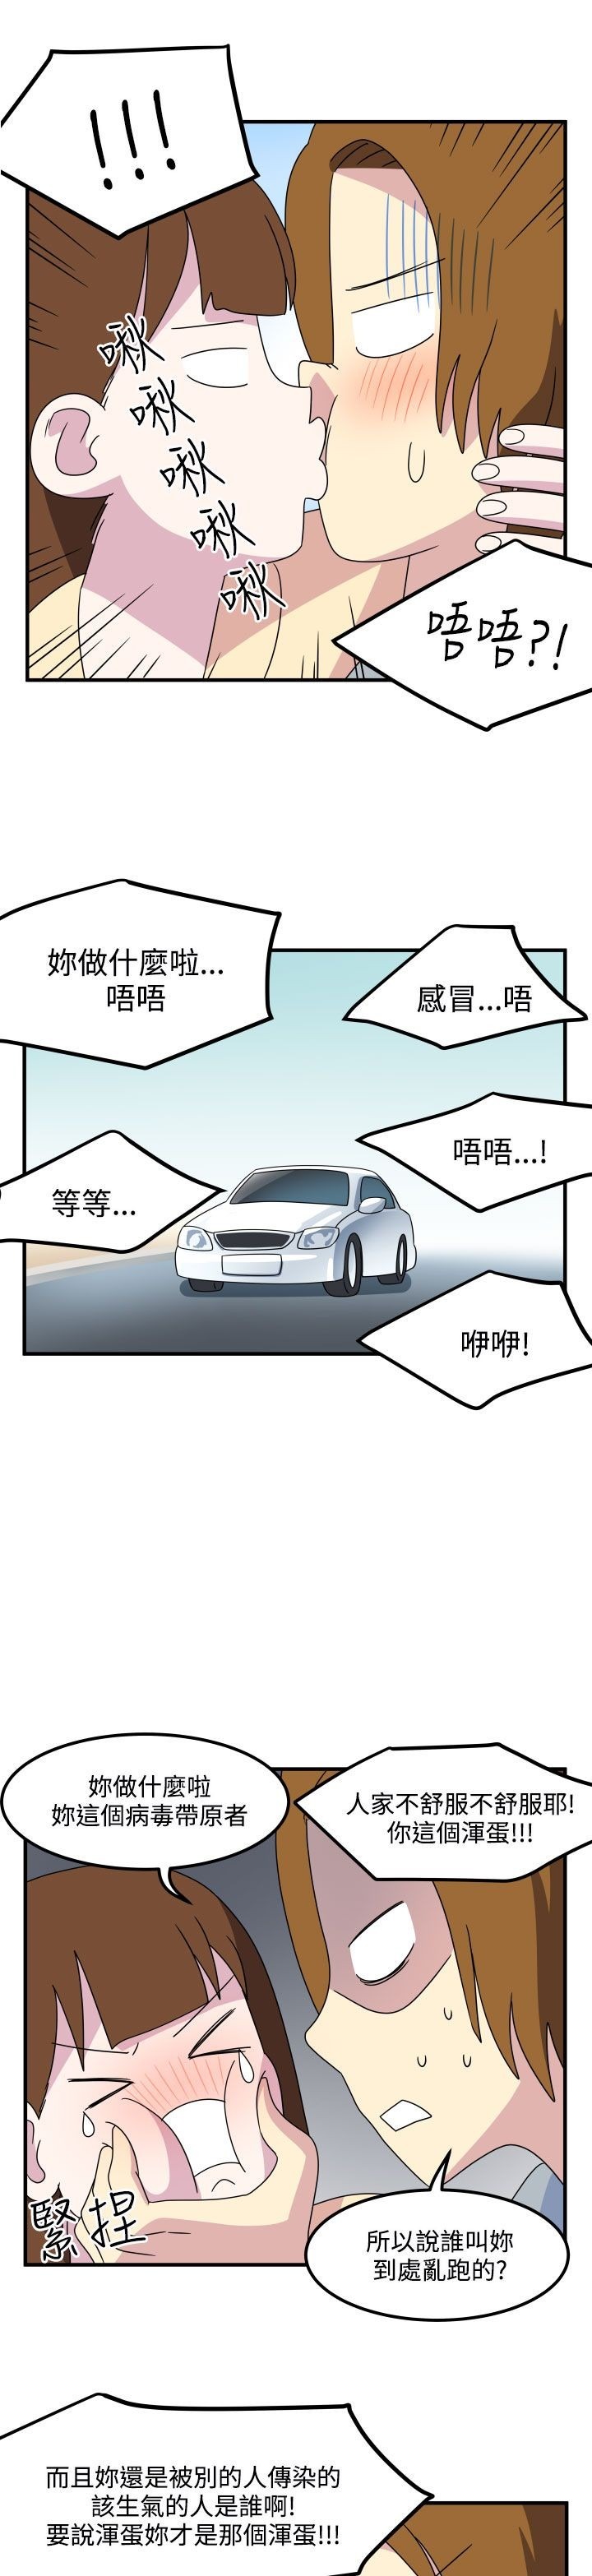 !!!
啾
啾
啾
啾
啾
唔唔?!
妳做什麼啦...
唔唔
感冒...唔
唔唔...!
等等...
咿咿!
妳做什麼啦
妳這個病毒帶原者
人家不舒服不舒服耶!
你這個渾蛋!!!
緊捏
所以說誰叫妳
到處亂跑的?
而且妳還是被別的人傳染的
該生氣的人是誰啊!
要說渾蛋妳才是那個渾蛋!!!